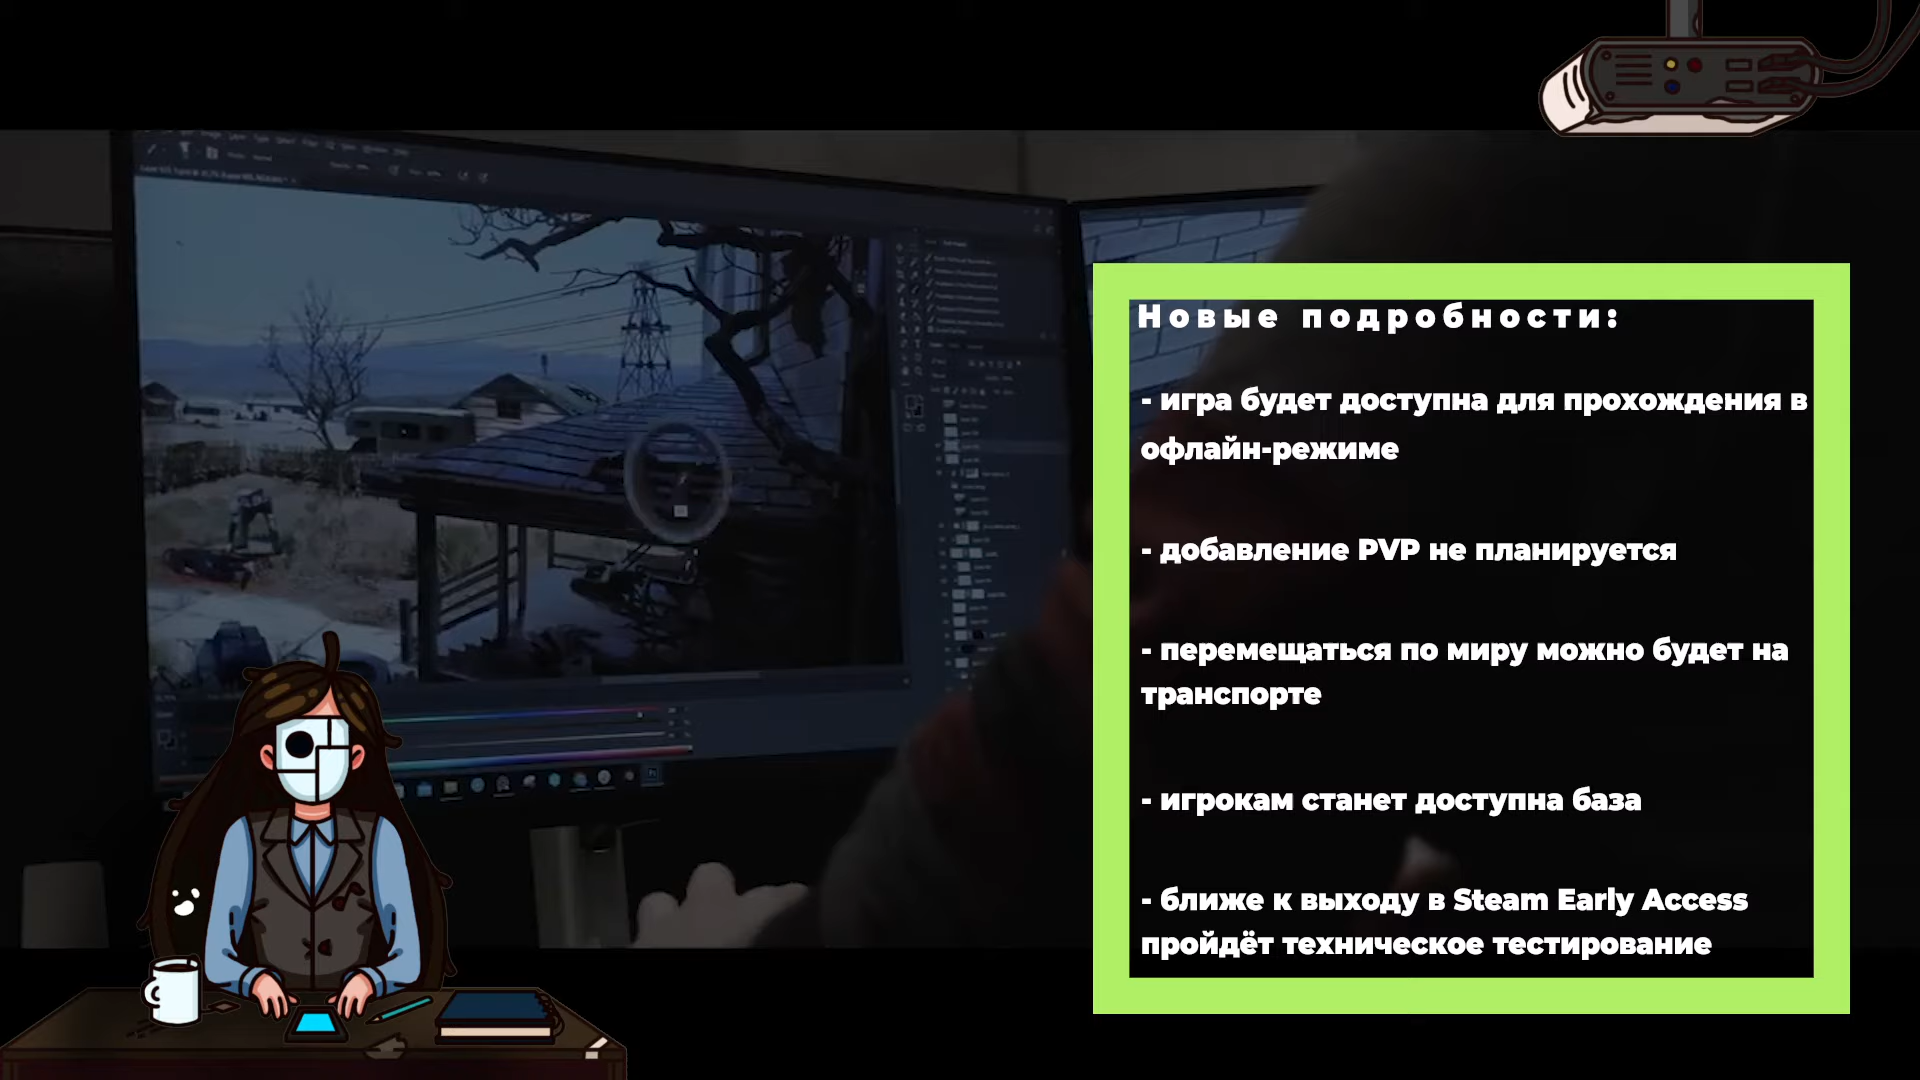 Новые подробности:
- игра будет доступна для прохождения в
офлайн-режиме
- добавление PVP не планируется
- перемещаться по миру можно будет на
транспорте
- игрокам станет доступна база
- ближе к выходу в Steam Early Access
пройдёт техническое тестирование